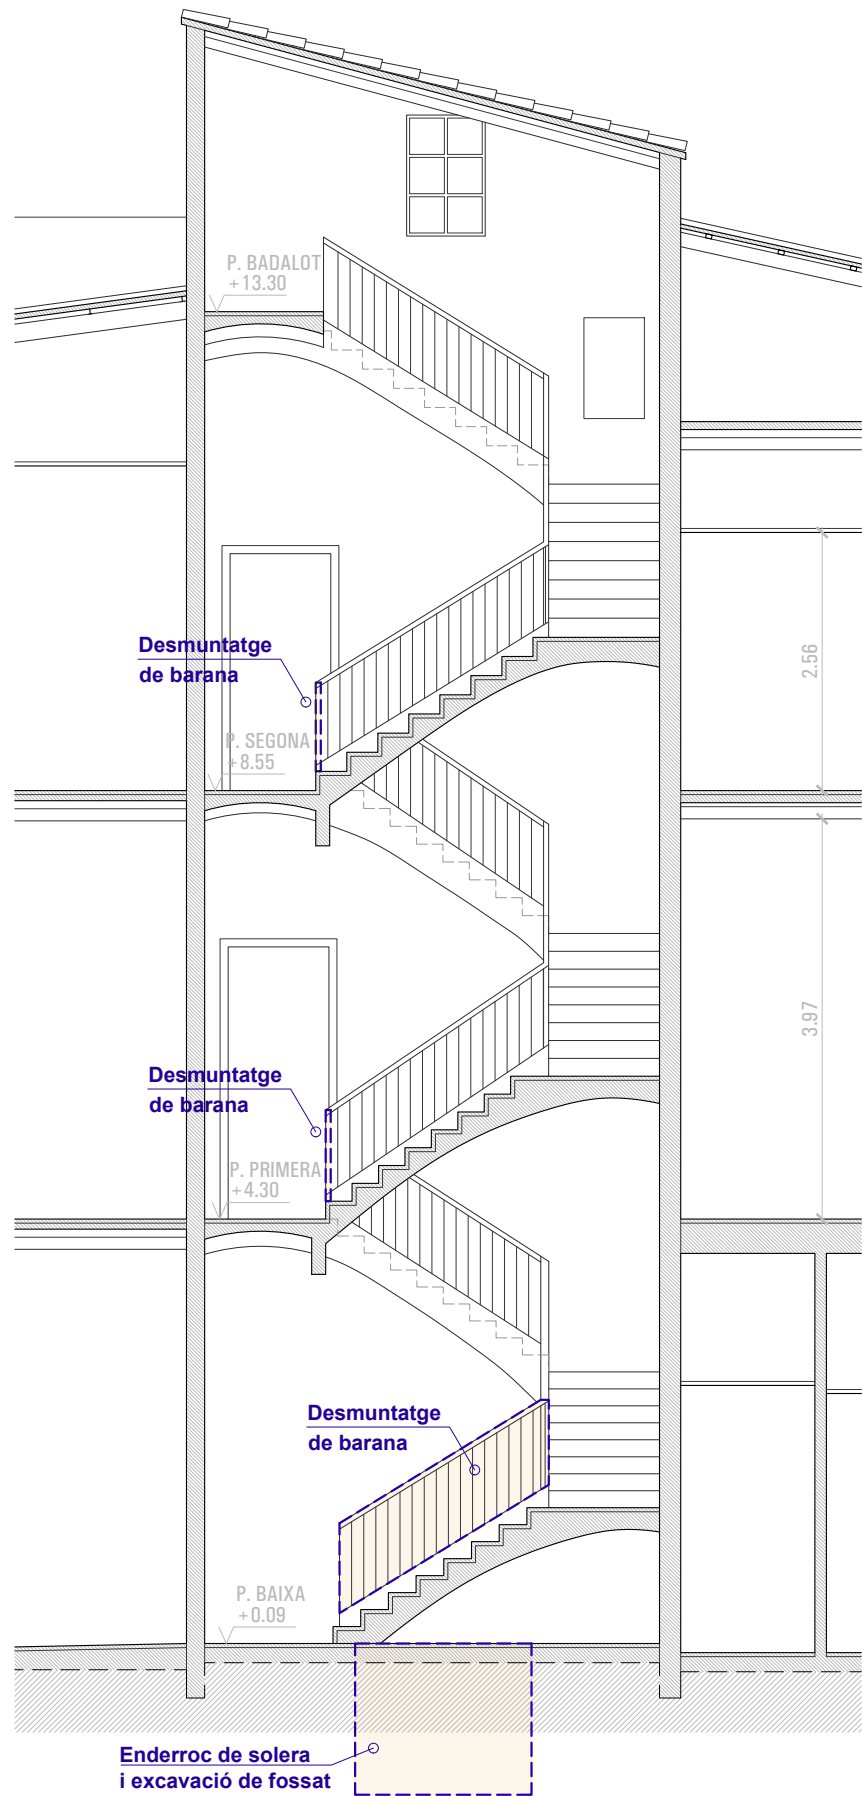 P. BADALOT
+13.30
Desmuntatge
de barana
2.56
P. SEGONA
+8.55
3.97
Desmuntatge
de barana
P. PRIMERA
+4.30
Desmuntatge
de barana
P. BAIXA
+0.09
Enderroc de solera
i excavació de fossat